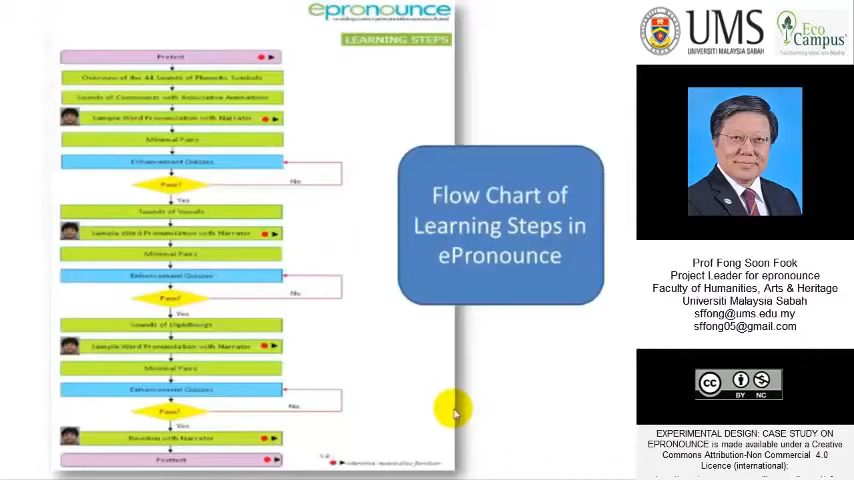 epronounce
LEARNING STEPS
Pretest
Overview of the 44 Sounds of Phonetic Symbols
Sounds of Consonants with Associative Animations
Sample Word Pronunciation with Narrator
Minimal Pairs
Enhancement Quizzes
No
Pass?
Yes
Sounds of Vowels
Sample Word Pronunciation with Narrator
Minimal Pairs
Enhancement Quizzes
No
Pass?
Yes
Sounds of Diphthongs
Sample Word Pronunciation with Narrator
Minimal Pairs
Enhancement Quizzes
No
Pass?
Yes
Revision with Narrator
Posttest
Flow Chart of
Learning Steps in
ePronounce
UMS
UNIVERSITI MALAYSIA SABAH
Eco
Campus
Prof Fong Soon Fook
Project Leader for epronounce
Faculty of Humanities, Arts & Heritage
Universiti Malaysia Sabah
sffong@ums.edu.my
sffong05@gmail.com
cc
BY NC
EXPERIMENTAL DESIGN: CASE STUDY ON
EPRONOUNCE is made available under a Creative
Commons Attribution-Non Commercial 4.0
Licence (international):